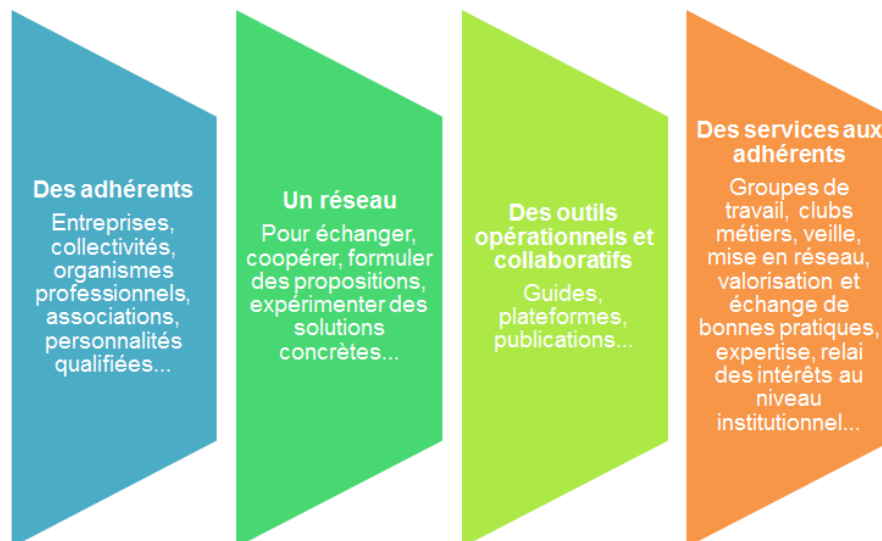 Des adhérents
Entreprises,
collectivités,
organismes
professionnels,
associations,
personnalités
qualifiées...
Un réseau
Pour échanger,
coopérer, formuler
des propositions,
expérimenter des
solutions
concrètes...
Des outils
opérationnels et
collaboratifs
Guides,
plateformes,
publications...
Des services aux
adhérents
Groupes de
travail, clubs
métiers, veille,
mise en réseau,
valorisation et
échange de
bonnes pratiques,
expertise, relai
des intérêts au
niveau
institutionnel...